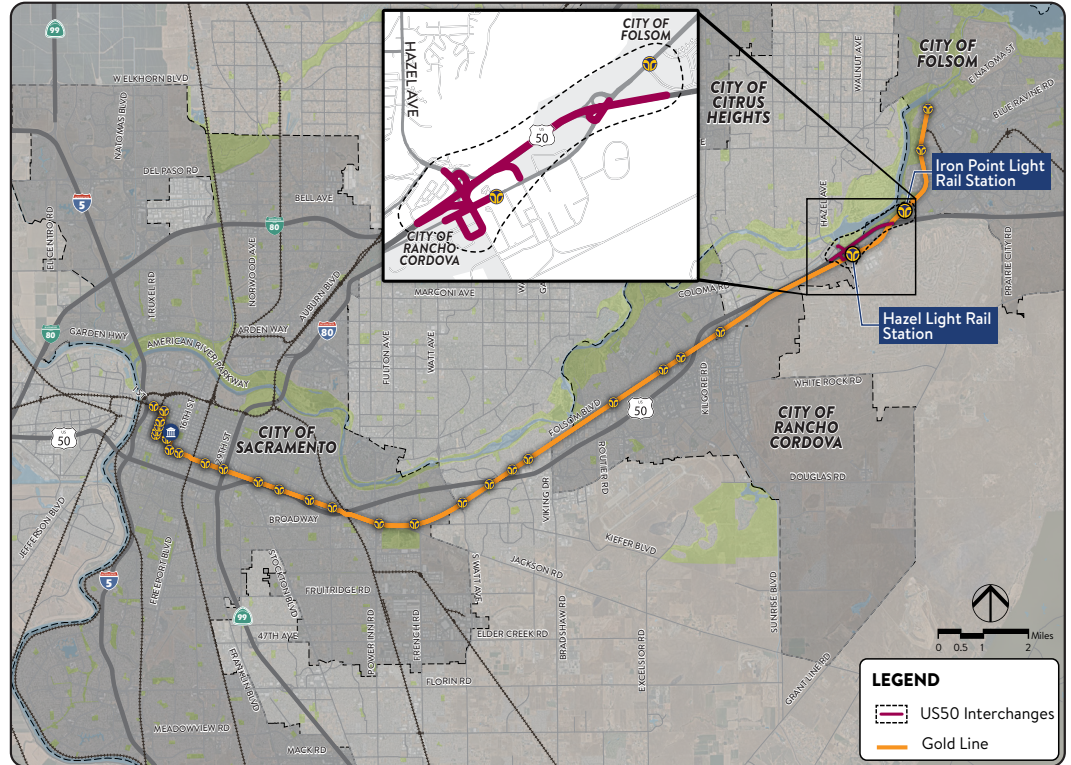 99
CITY OF
FOLSOM
HAZEL AVE
US
50
CITY OF
RANCHO
CORDOVA
CITY OF
CITRUS
HEIGHTS
WALNUT AVE
CITY OF
FOLSOM
E NATOMA ST
BLUE RAVINE RD
W ELKHORN BLVD
NATOMAS BLVD
DEL PASO RD
5
BELL AVE
80
EL CENTRO RD
TRUXEL RD
NORWOOD AVE
AUBURN BLVD
Iron Point Light
Rail Station
HAZEL AVE
PRAIRIE CITY RD
MARCONI AVE
COLOMA RD
80
GARDEN HWY
ARDEN WAY
80
AMERICAN RIVER PARKWAY
FULTON AVE
WATT AVE
Hazel Light Rail
Station
KILGORE RD
WHITE ROCK RD
16TH ST
US
50
FOLSOM BLVD
US
50
CITY OF
SACRAMENTO
29TH ST
CITY OF
RANCHO
CORDOVA
ROUTIER RD
DOUGLAS RD
JEFFERSON BLVD
BROADWAY
VIKING DR
KIEFER BLVD
FREEPORT BLVD
STOCKTON BLVD
S WATT AVE
JACKSON RD
5
FRUITRIDGE RD
SUNRISE BLVD
99
47TH AVE
POWER INN RD
FRENCH RD
ELDER CREEK RD
BRADSHAW RD
EXCELSIOR RD
0 0.5 1 2 Miles
FRANKLIN BLVD
FLORIN RD
GRANT LINE RD
MEADOWVIEW RD
MACK RD
LEGEND
US50 Interchanges
Gold Line